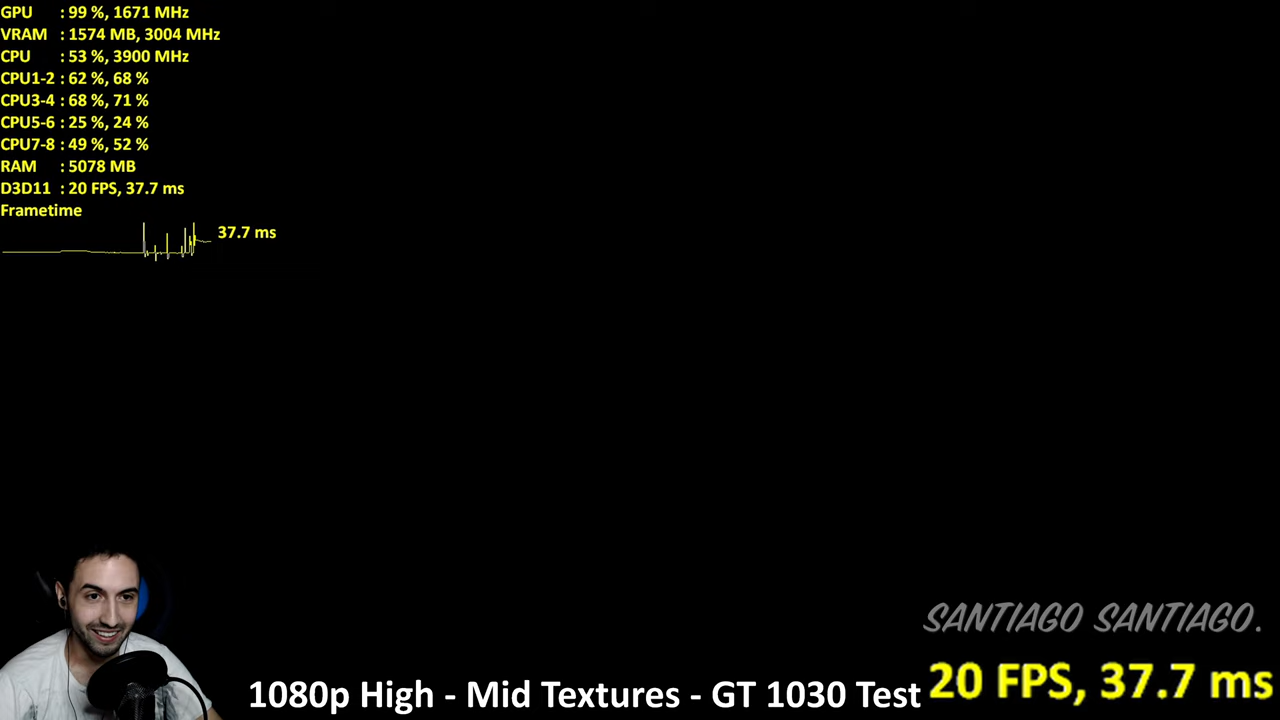 GPU : 99 %, 1671 MHz
VRAM : 1574 MB, 3004 MHz
CPU : 53 %, 3900 MHz
CPU1-2 : 62 %, 68 %
CPU3-4 : 68 %, 71 %
CPU5-6 : 25 %, 24 %
CPU7-8 : 49 %, 52 %
RAM : 5078 MB
D3D11 : 20 FPS, 37.7 ms
Frametime
37.7 ms
SANTIAGO SANTIAGO.
20 FPS, 37.7 ms
1080p High - Mid Textures - GT 1030 Test